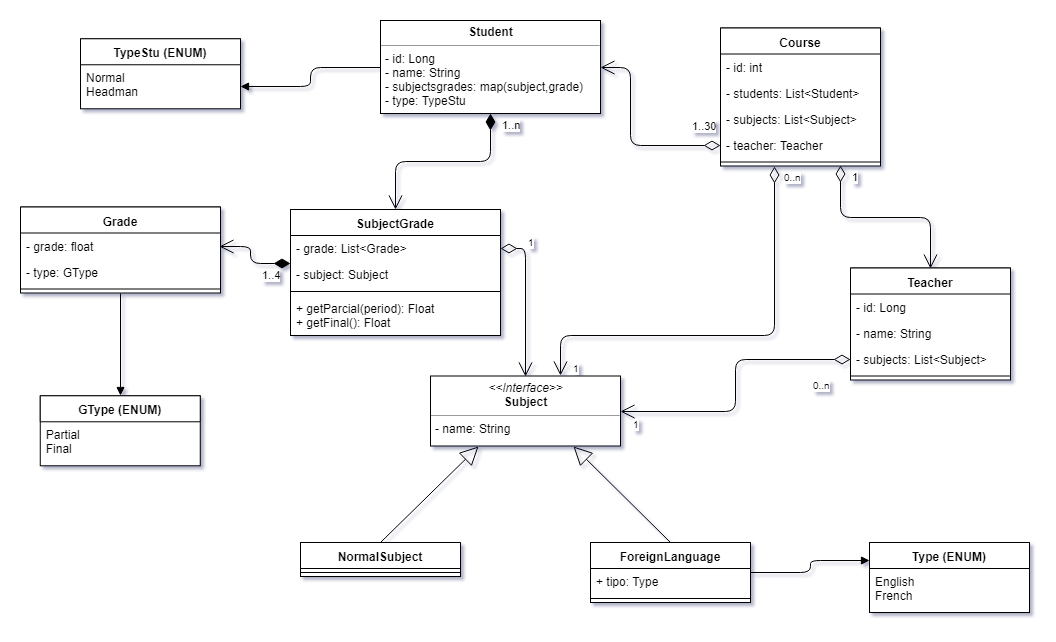 Student
- id: Long
- name: String
- subjectsgrades: map(subject,grade)
- type: TypeStu
TypeStu (ENUM)
Normal
Headman
Course
- id: int
- students: List<Student>
- subjects: List<Subject>
- teacher: Teacher
1..n
1..30
0..n
1
Grade
- grade: float
- type: GType
1..4
SubjectGrade
- grade: List<Grade>
- subject: Subject
+ getParcial(period): Float
+ getFinal(): Float
1
Teacher
- id: Long
- name: String
- subjects: List<Subject>
0..n
1
<<Interface>>
Subject
- name: String
1
GType (ENUM)
Partial
Final
NormalSubject
ForeignLanguage
+ tipo: Type
Type (ENUM)
English
French